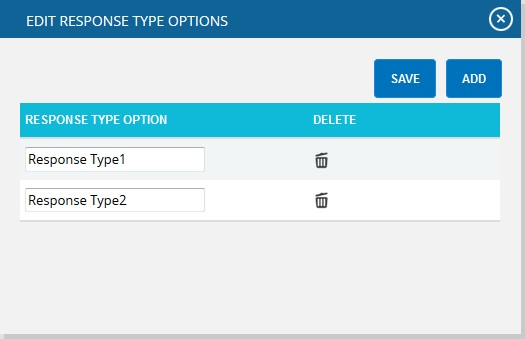 EDIT RESPONSE TYPE OPTIONS
SAVE ADD
RESPONSE TYPE OPTION DELETE
Response Type1
Response Type2